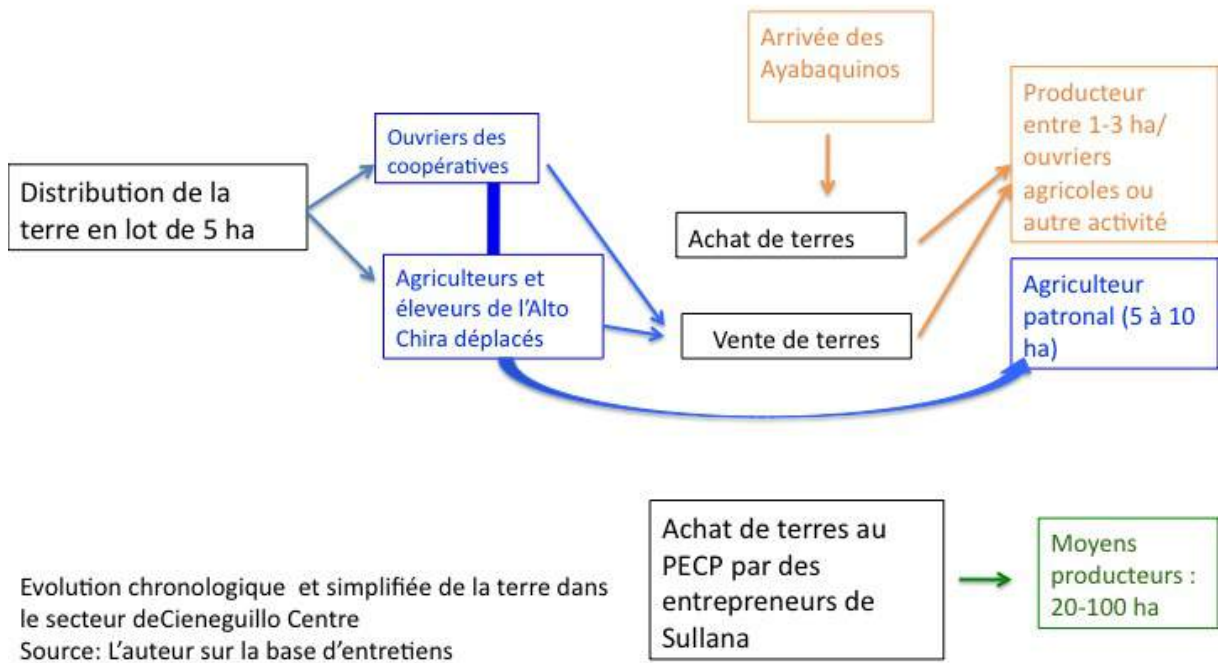 Distribution de la
terre en lot de 5 ha
Ouvriers des
coopératives
Agriculteurs et
éleveurs de l'Alto
Chira déplacés
Arrivée des
Ayabaquinos
Achat de terres
Vente de terres
Producteur
entre 1-3 ha/
ouvriers
agricoles ou
autre activité
Agriculteur
patronal (5 à 10
ha)
Achat de terres au
PECP par des
entrepreneurs de
Sullana
Moyens
producteurs :
20-100 ha
Evolution chronologique et simplifiée de la terre dans
le secteur deCieneguillo Centre
Source: L'auteur sur la base d'entretiens